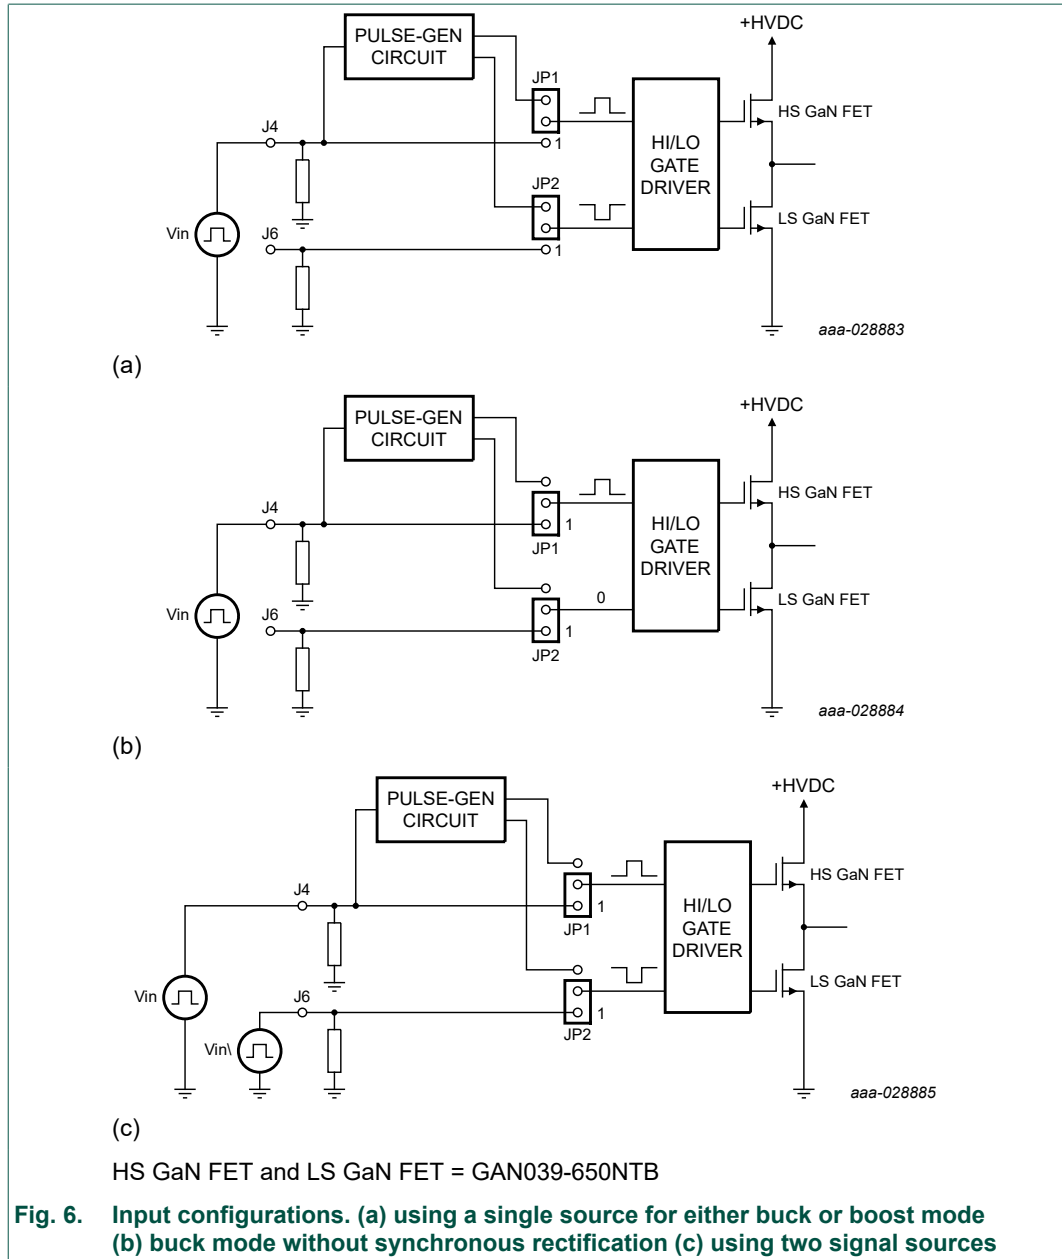 +HVDC
PULSE-GEN
CIRCUIT
JP1
HS GaN FET
J4
1
HI/LO
GATE
DRIVER
JP2
LS GaN FET
Vin
J6
1
aaa-028883
(a)
+HVDC
PULSE-GEN
CIRCUIT
HS GaN FET
J4
1
HI/LO
GATE
DRIVER
JP1
0
LS GaN FET
Vin
J6
1
JP2
aaa-028884
(b)
+HVDC
PULSE-GEN
CIRCUIT
HS GaN FET
J4
1
HI/LO
GATE
DRIVER
JP1
LS GaN FET
Vin
J6
1
JP2
Vin\
aaa-028885
(c)
HS GaN FET and LS GaN FET = GAN039-650NTB
Fig. 6. Input configurations. (a) using a single source for either buck or boost mode
(b) buck mode without synchronous rectification (c) using two signal sources